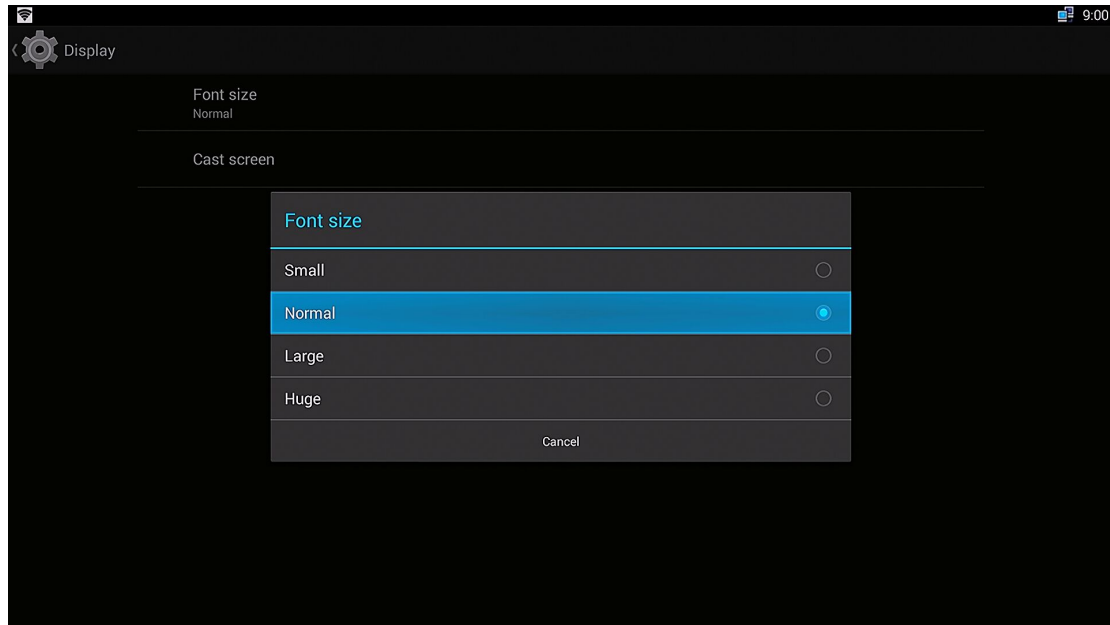 9:00
Display
Font size
Normal
Cast screen
Font size
Small
Normal
Large
Huge
Cancel